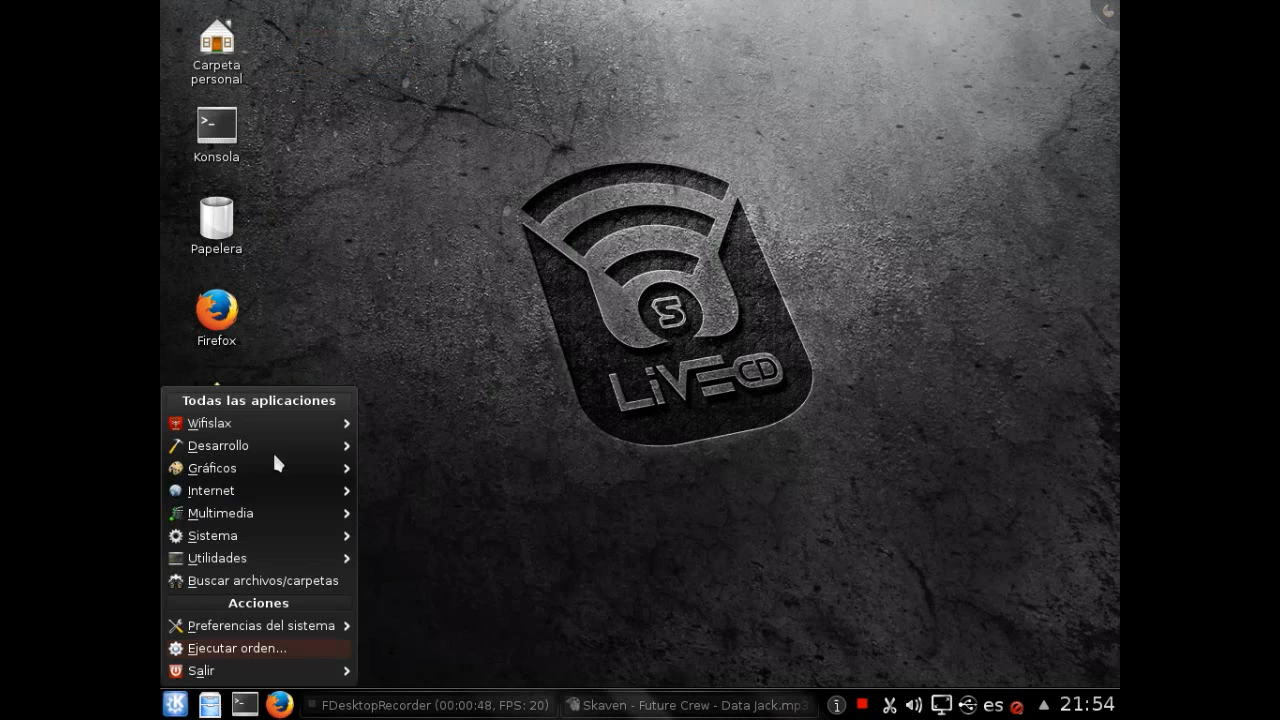 Carpeta
personal
>_
Konsola
Papelera
Firefox
S
LiVE CD
Todas las aplicaciones
Wifislax
Desarrollo
Gráficos
Internet
Multimedia
Sistema
Utilidades
Buscar archivos/carpetas
Acciones
Preferencias del sistema
Ejecutar orden...
Salir
FDesktopRecorder (00:00:48, FPS: 20)
Skaven - Future Crew - Data Jack.mp3
es
21:54